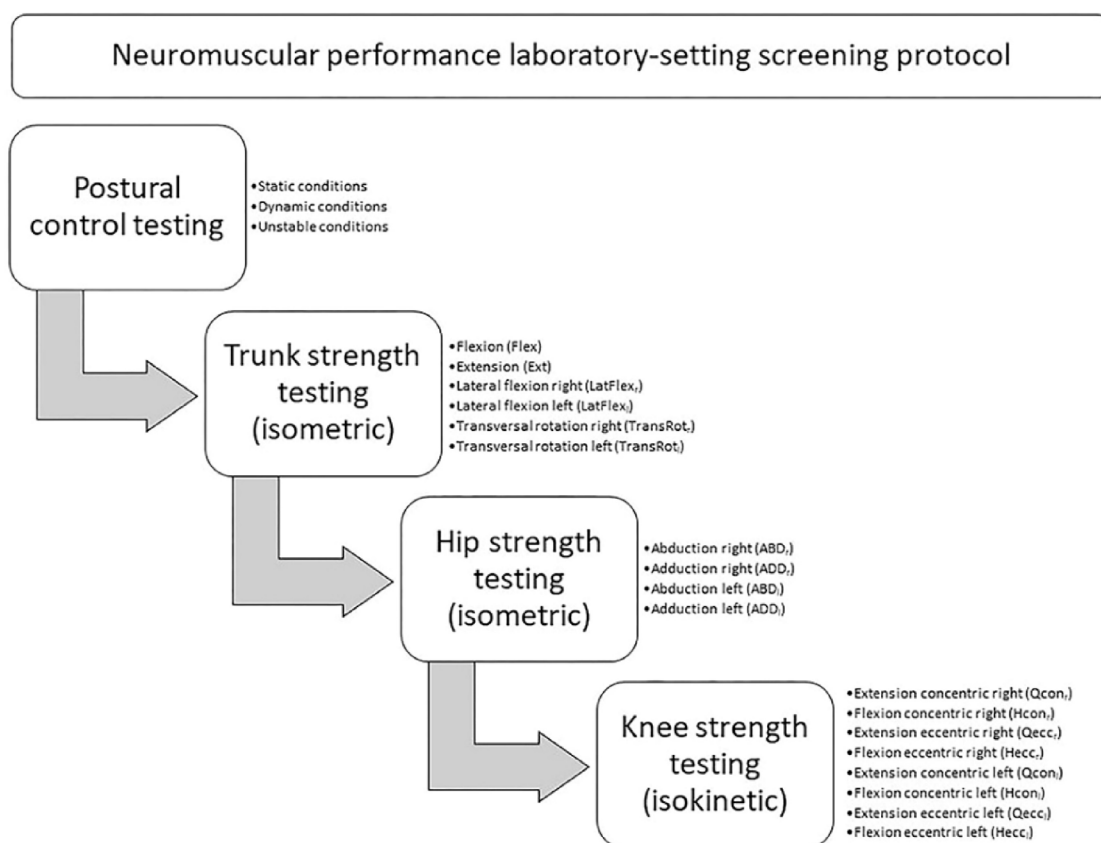 Neuromuscular performance laboratory-setting screening protocol
Postural
control testing
•Static conditions
•Dynamic conditions
•Unstable conditions
Trunk strength
testing
(isometric)
•Flexion (Flex)
•Extension (Ext)
•Lateral flexion right (LatFlexᵣ)
•Lateral flexion left (LatFlexₗ)
•Transversal rotation right (TransRotᵣ)
•Transversal rotation left (TransRotₗ)
Hip strength
testing
(isometric)
•Abduction right (ABDᵣ)
•Adduction right (ADDᵣ)
•Abduction left (ABDₗ)
•Adduction left (ADDₗ)
Knee strength
testing
(isokinetic)
•Extension concentric right (Qconᵣ)
•Flexion concentric right (Hconᵣ)
•Extension eccentric right (Qeccᵣ)
•Flexion eccentric right (Heccᵣ)
•Extension concentric left (Qconₗ)
•Flexion concentric left (Hconₗ)
•Extension eccentric left (Qeccₗ)
•Flexion eccentric left (Heccₗ)